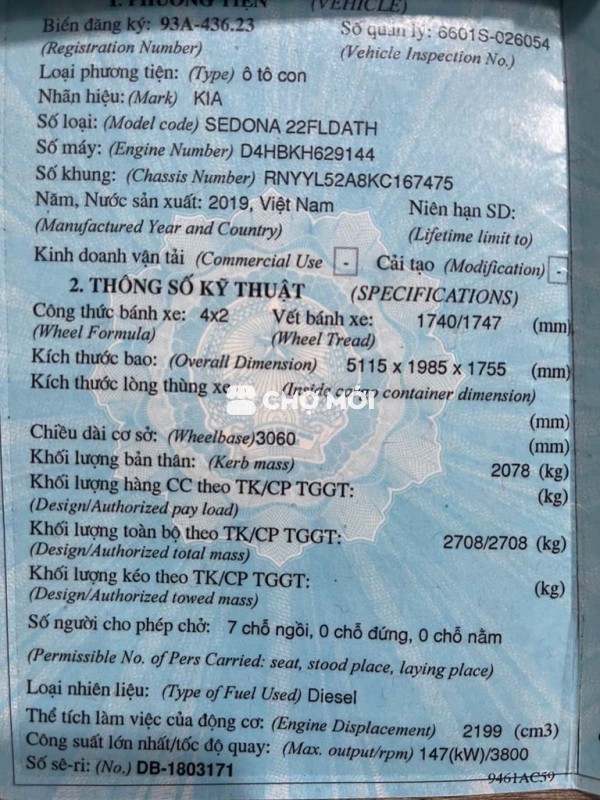 1. PHƯƠNG TIỆN (VEHICLE)
Biển đăng ký: 93A-436.23 Số quản lý: 6601S-026054
(Registration Number) (Vehicle Inspection No.)
Loại phương tiện: (Type) ô tô con
Nhãn hiệu: (Mark) KIA
Số loại: (Model code) SEDONA 22FLDATH
Số máy: (Engine Number) D4HBKH629144
Số khung: (Chassis Number) RNYYL52A8KC167475
Năm, Nước sản xuất: 2019, Việt Nam Niên hạn SD:
(Manufactured Year and Country) (Lifetime limit to)
Kinh doanh vận tải (Commercial Use - Cải tạo (Modification) -
2. THÔNG SỐ KỸ THUẬT (SPECIFICATIONS)
Công thức bánh xe: 4x2 Vết bánh xe: 1740/1747 (mm)
(Wheel Formula) (Wheel Tread)
Kích thước bao: (Overall Dimension) 5115 x 1985 x 1755 (mm)
Kích thước lòng thùng xe (Inside cargo container dimension)
CHỢ MỚI
(mm)
Chiều dài cơ sở: (Wheelbase)3060 (mm)
Khối lượng bản thân: (Kerb mass) 2078 (kg)
Khối lượng hàng CC theo TK/CP TGGT: (kg)
(Design/Authorized pay load)
Khối lượng toàn bộ theo TK/CP TGGT: 2708/2708 (kg)
(Design/Authorized total mass)
Khối lượng kéo theo TK/CP TGGT: (kg)
(Design/Authorized towed mass)
Số người cho phép chở: 7 chỗ ngồi, 0 chỗ đứng, 0 chỗ nằm
(Permissible No. of Pers Carried: seat, stood place, laying place)
Loại nhiên liệu: (Type of Fuel Used) Diesel
Thể tích làm việc của động cơ: (Engine Displacement) 2199 (cm3)
Công suất lớn nhất/tốc độ quay: (Max. output/rpm) 147(kW)/3800
Số sê-ri: (No.) DB-1803171
9461AC59